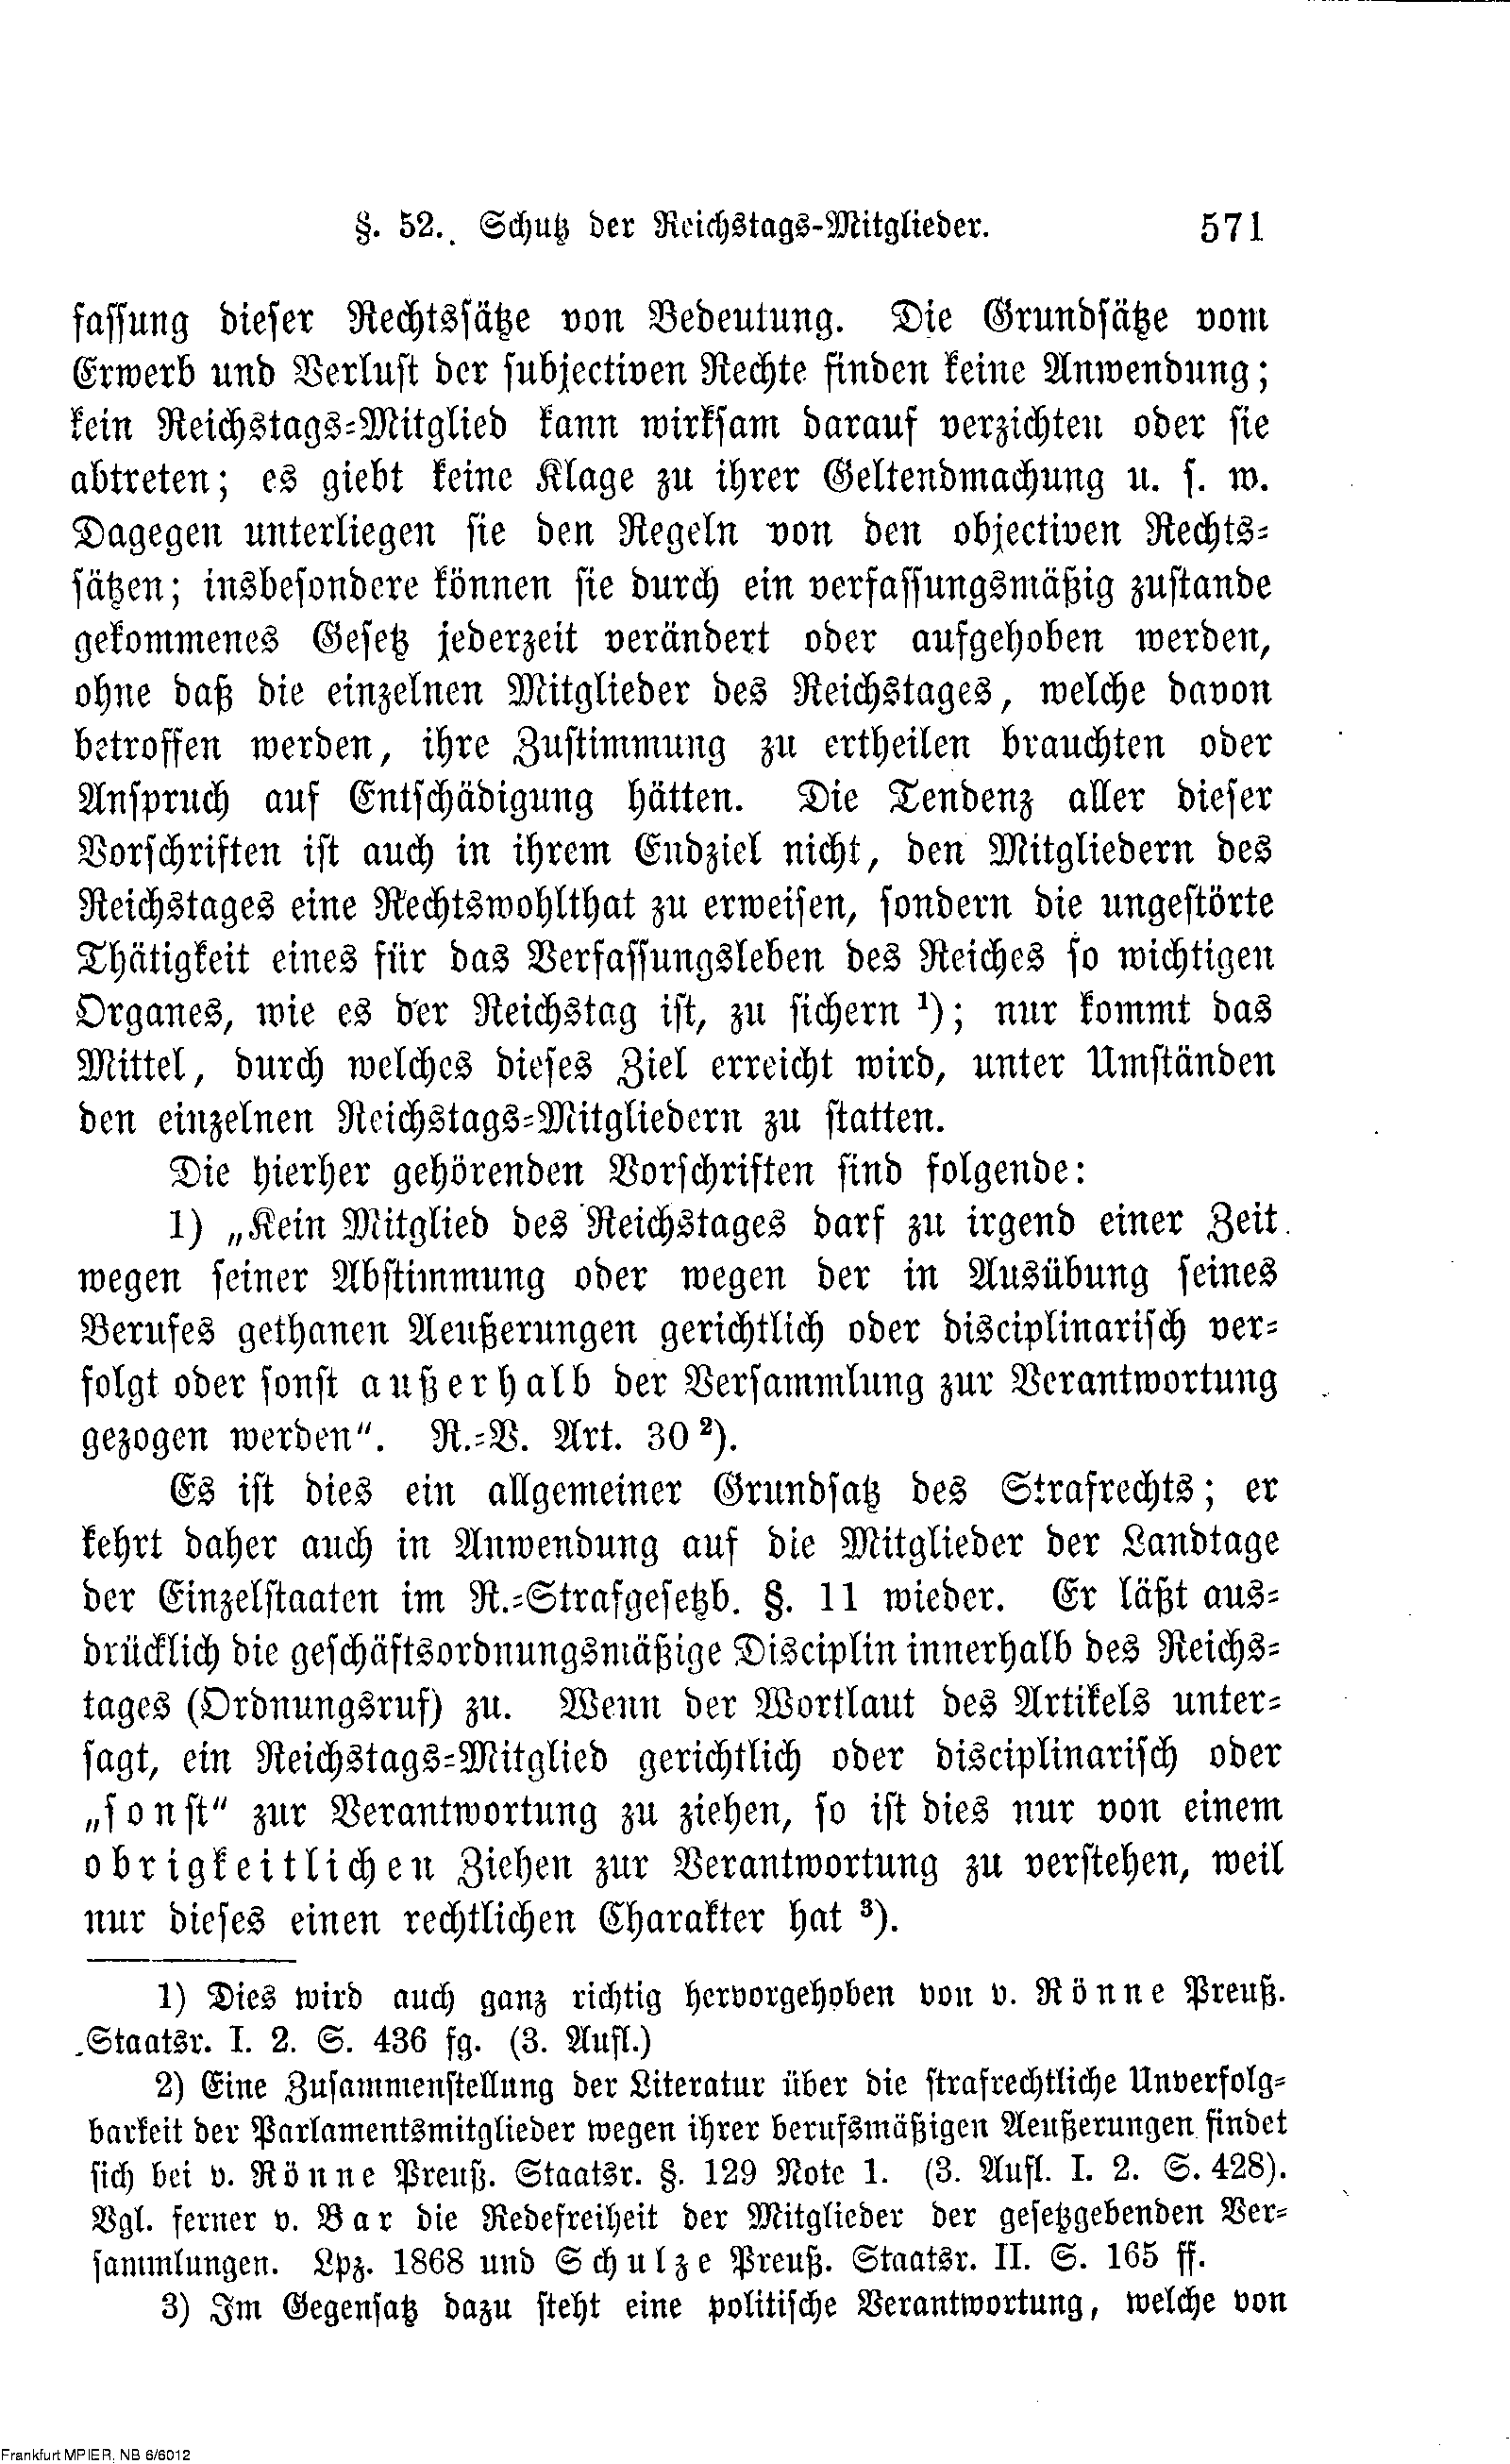 §. 52. Schutz der Reichstags-Mitglieder. 571
fassung dieser Rechtssätze von Bedeutung. Die Grundsätze vom
Erwerb und Verlust der subjectiven Rechte finden keine Anwendung;
kein Reichstags-Mitglied kann wirksam darauf verzichten oder sie
abtreten; es giebt keine Klage zu ihrer Geltendmachung u. s. w.
Dagegen unterliegen sie den Regeln von den objectiven Rechts-
sätzen; insbesondere können sie durch ein verfassungsmäßig zustande
gekommenes Gesetz jederzeit verändert oder aufgehoben werden,
ohne daß die einzelnen Mitglieder des Reichstages, welche davon
betroffen werden, ihre Zustimmung zu ertheilen brauchten oder
Anspruch auf Entschädigung hätten. Die Tendenz aller dieser
Vorschriften ist auch in ihrem Endziel nicht, den Mitgliedern des
Reichstages eine Rechtswohlthat zu erweisen, sondern die ungestörte
Thätigkeit eines für das Verfassungsleben des Reiches so wichtigen
Organes, wie es der Reichstag ist, zu sichern ¹); nur kommt das
Mittel, durch welches dieses Ziel erreicht wird, unter Umständen
den einzelnen Reichstags-Mitgliedern zu statten.
Die hierher gehörenden Vorschriften sind folgende:
1) „Kein Mitglied des Reichstages darf zu irgend einer Zeit
wegen seiner Abstimmung oder wegen der in Ausübung seines
Berufes gethanen Aeußerungen gerichtlich oder disciplinarisch ver-
folgt oder sonst außerhalb der Versammlung zur Verantwortung
gezogen werden“. R.-V. Art. 30 ²).
Es ist dies ein allgemeiner Grundsatz des Strafrechts; er
kehrt daher auch in Anwendung auf die Mitglieder der Landtage
der Einzelstaaten im R.-Strafgesetzb. §. 11 wieder. Er läßt aus-
drücklich die geschäftsordnungsmäßige Disciplin innerhalb des Reichs-
tages (Ordnungsruf) zu. Wenn der Wortlaut des Artikels unter-
sagt, ein Reichstags-Mitglied gerichtlich oder disciplinarisch oder
„sonst“ zur Verantwortung zu ziehen, so ist dies nur von einem
obrigkeitlichen Ziehen zur Verantwortung zu verstehen, weil
nur dieses einen rechtlichen Charakter hat ³).
1) Dies wird auch ganz richtig hervorgehoben von v. Rönne Preuß.
Staatsr. I. 2. S. 436 fg. (3. Aufl.)
2) Eine Zusammenstellung der Literatur über die strafrechtliche Unverfolg-
barkeit der Parlamentsmitglieder wegen ihrer berufsmäßigen Aeußerungen findet
sich bei v. Rönne Preuß. Staatsr. §. 129 Note 1. (3. Aufl. I. 2. S. 428).
Vgl. ferner v. Bar die Redefreiheit der Mitglieder der gesetzgebenden Ver-
sammlungen. Lpz. 1868 und Schulze Preuß. Staatsr. II. S. 165 ff.
3) Im Gegensatz dazu steht eine politische Verantwortung, welche von
Frankfurt MPIER, NB 6/6012